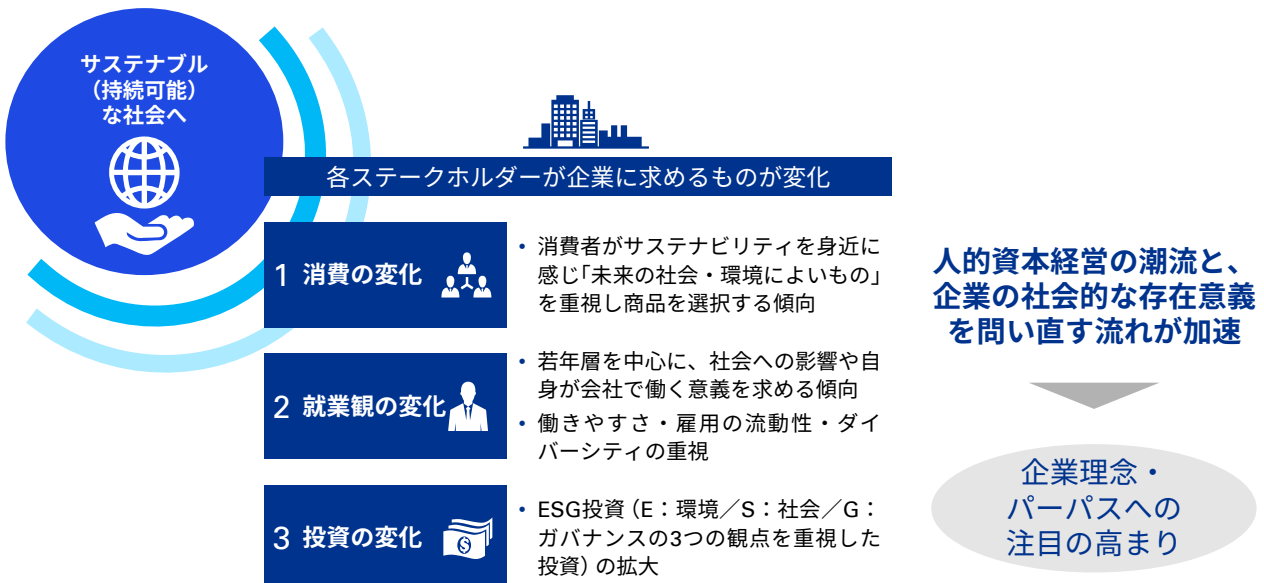 サステナブル
（持続可能）
な社会へ
各ステークホルダーが企業に求めるものが変化
1 消費の変化
・消費者がサステナビリティを身近に
感じ「未来の社会・環境によいもの」
を重視し商品を選択する傾向
2 就業観の変化
・若年層を中心に、社会への影響や自
身が会社で働く意義を求める傾向
・働きやすさ・雇用の流動性・ダイ
バーシティの重視
3 投資の変化
・ESG投資（E：環境／S：社会／G：
ガバナンスの3つの観点を重視した
投資）の拡大
人的資本経営の潮流と、
企業の社会的な存在意義
を問い直す流れが加速
企業理念・
パーパスへの
注目の高まり